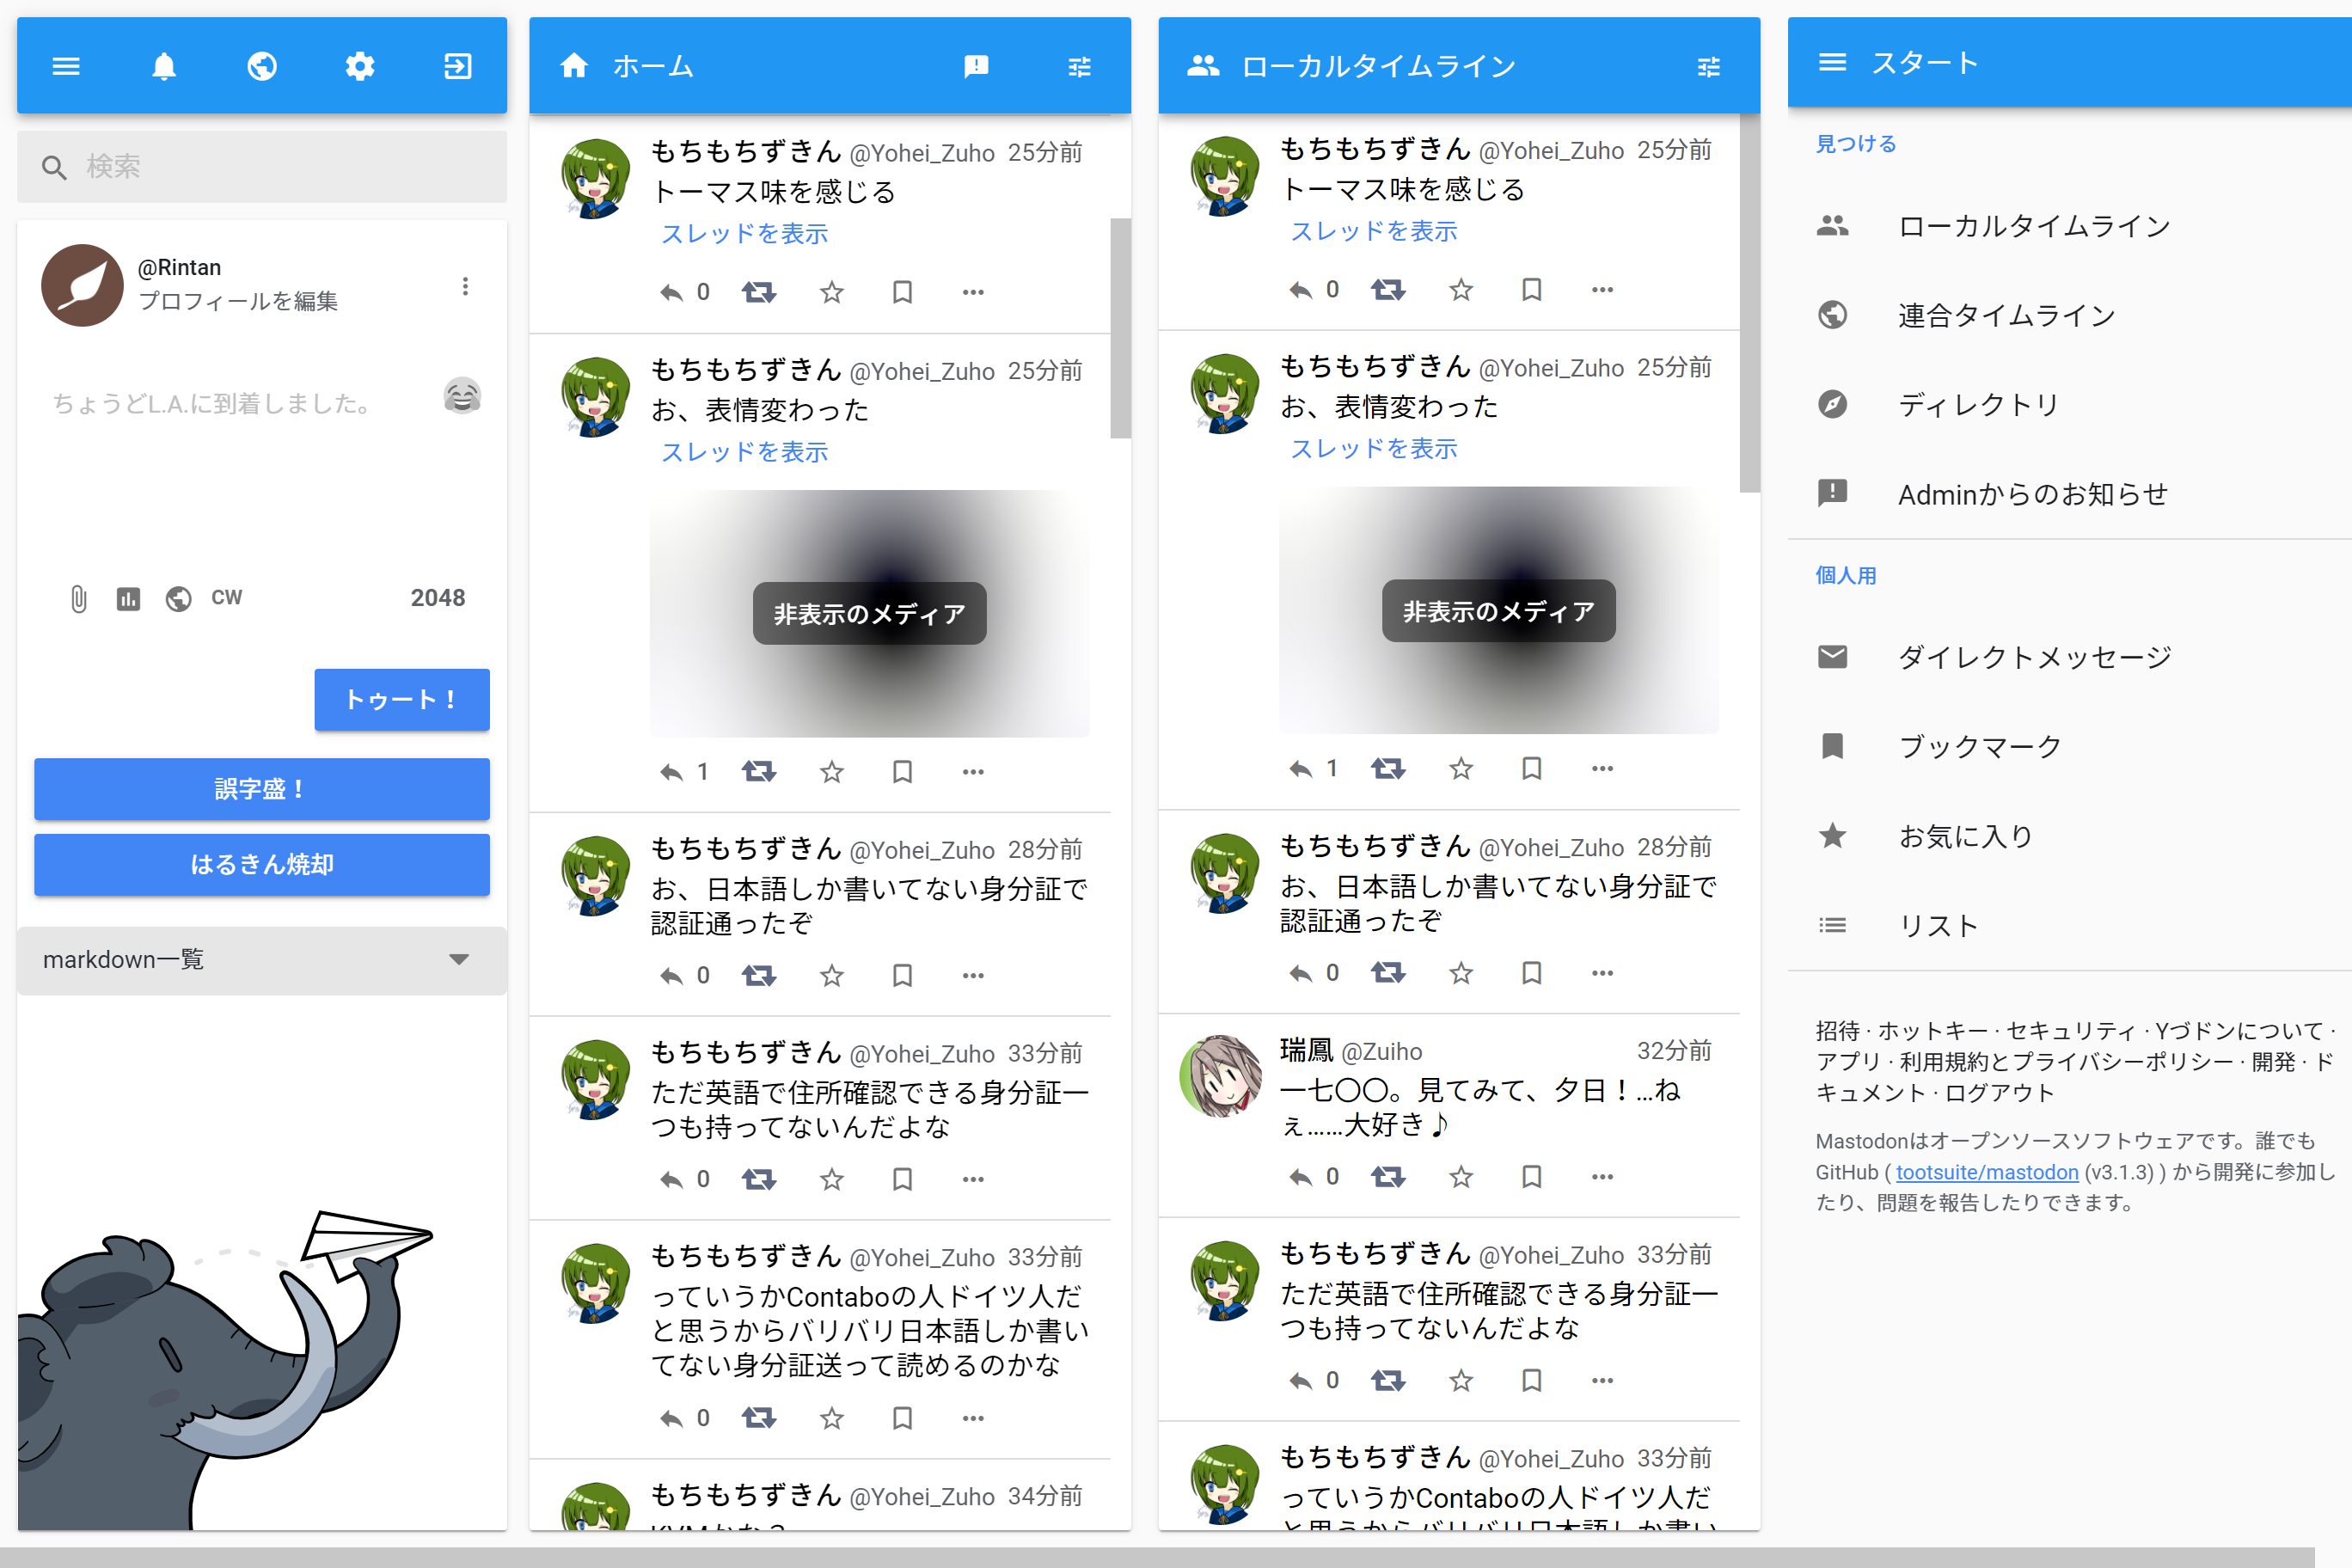 検索
@Rintan
プロフィールを編集
ちょうどL.A.に到着しました。
CW
2048
トゥート！
誤字盛！
はるきん焼却
markdown一覧
ホーム
もちもちずきん @Yohei_Zuho 25分前
トーマス味を感じる
スレッドを表示
0
もちもちずきん @Yohei_Zuho 25分前
お、表情変わった
スレッドを表示
非表示のメディア
1
もちもちずきん @Yohei_Zuho 28分前
お、日本語しか書いてない身分証で
認証通ったぞ
0
もちもちずきん @Yohei_Zuho 33分前
ただ英語で住所確認できる身分証一
つも持ってないんだよな
0
もちもちずきん @Yohei_Zuho 33分前
っていうかContaboの人ドイツ人だ
と思うからバリバリ日本語しか書い
てない身分証送って読めるのかな
0
もちもちずきん @Yohei_Zuho 34分前
ローカルタイムライン
もちもちずきん @Yohei_Zuho 25分前
トーマス味を感じる
スレッドを表示
0
もちもちずきん @Yohei_Zuho 25分前
お、表情変わった
スレッドを表示
非表示のメディア
1
もちもちずきん @Yohei_Zuho 28分前
お、日本語しか書いてない身分証で
認証通ったぞ
0
瑞鳳 @Zuiho 32分前
一七〇〇。見てみて、夕日！…ね
ぇ……大好き♪
0
もちもちずきん @Yohei_Zuho 33分前
ただ英語で住所確認できる身分証一
つも持ってないんだよな
0
もちもちずきん @Yohei_Zuho 33分前
っていうかContaboの人ドイツ人だ
と思うからバリバリ日本語しか書い
スタート
見つける
ローカルタイムライン
連合タイムライン
ディレクトリ
Adminからのお知らせ
個人用
ダイレクトメッセージ
ブックマーク
お気に入り
リスト
招待 · ホットキー · セキュリティ · Yづドンについて ·
アプリ · 利用規約とプライバシーポリシー · 開発 · ド
キュメント · ログアウト
Mastodonはオープンソースソフトウェアです。誰でも
GitHub ( tootsuite/mastodon (v3.1.3) ) から開発に参加し
たり、問題を報告したりできます。